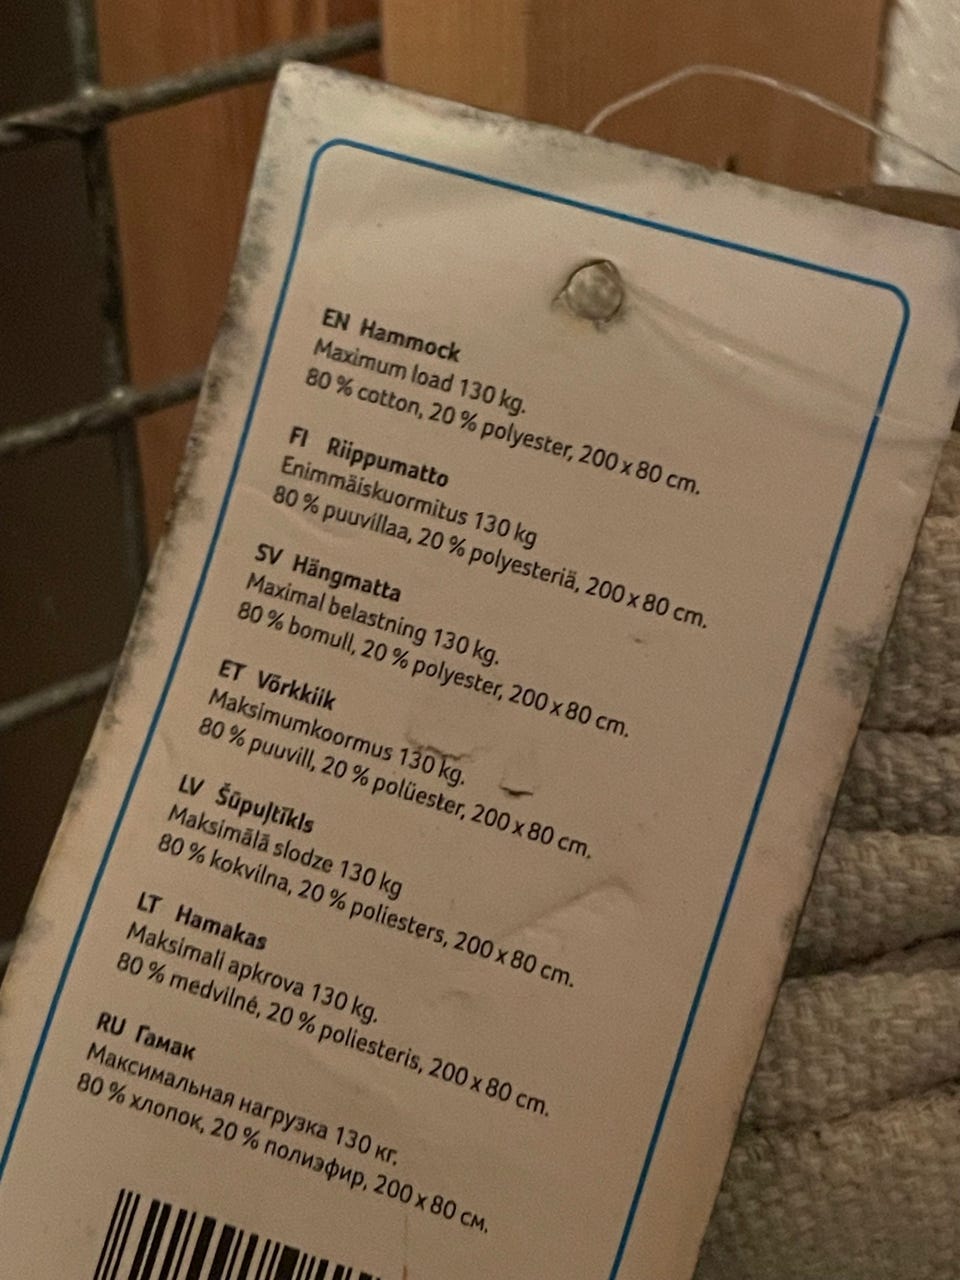 EN Hammock
Maximum load 130 kg.
80 % cotton, 20 % polyester, 200 x 80 cm.
FI Riippumatto
Enimmäiskuormitus 130 kg
80 % puuvillaa, 20 % polyesteriä, 200 x 80 cm.
SV Hängmatta
Maximal belastning 130 kg.
80 % bomull, 20 % polyester, 200 x 80 cm.
ET Võrkkiik
Maksimumkoormus 130 kg.
80 % puuvill, 20 % polüester, 200 x 80 cm.
LV Šūpuļtīkls
Maksimālā slodze 130 kg
80 % kokvilna, 20 % poliesters, 200 x 80 cm.
LT Hamakas
Maksimali apkrova 130 kg.
80 % medvilnė, 20 % poliesteris, 200 x 80 cm.
RU Гамак
Максимальная нагрузка 130 кг.
80 % хлопок, 20 % полиэфир, 200 x 80 см.